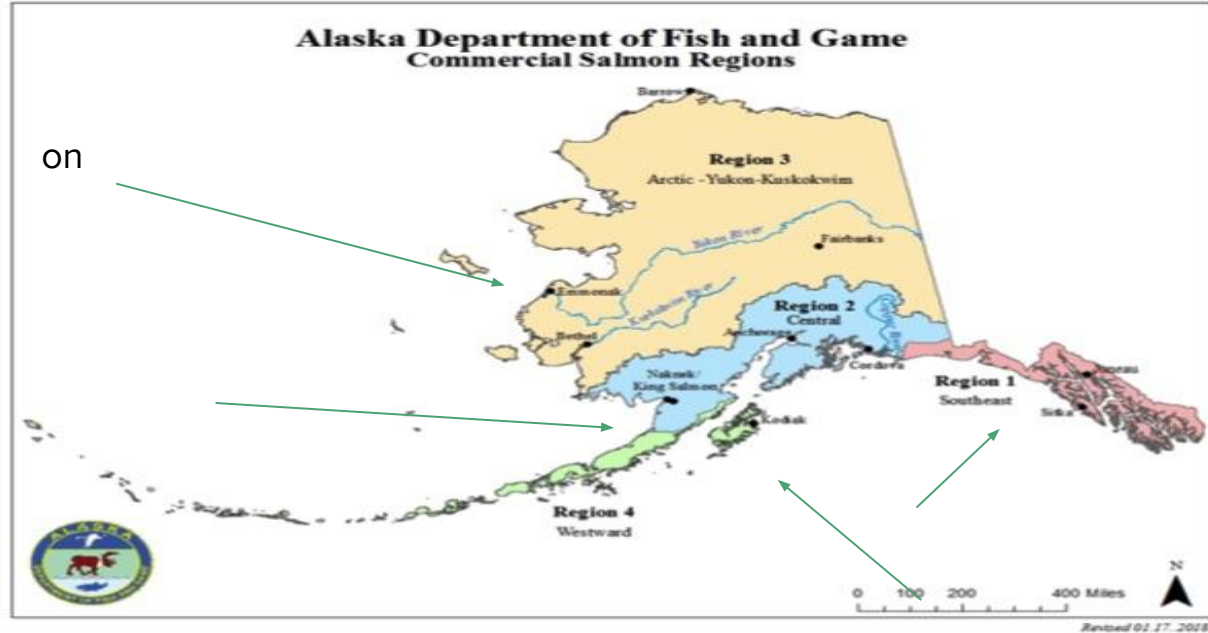 Alaska Department of Fish and Game
Commercial Salmon Regions
Barrow
on
Region 3
Arctic - Yukon-Kuskokwim
Yukon River
Fairbanks
Emmonak
Kuskokwim River
Region 2
Central
Bethel
Anchorage
Cordova
Naknek/
King Salmon
Region 1
Southeast
Juneau
Sitka
Kodiak
Region 4
Westward
ALASKA
N
0 100 200 400 Miles
Revised 01.17..2018